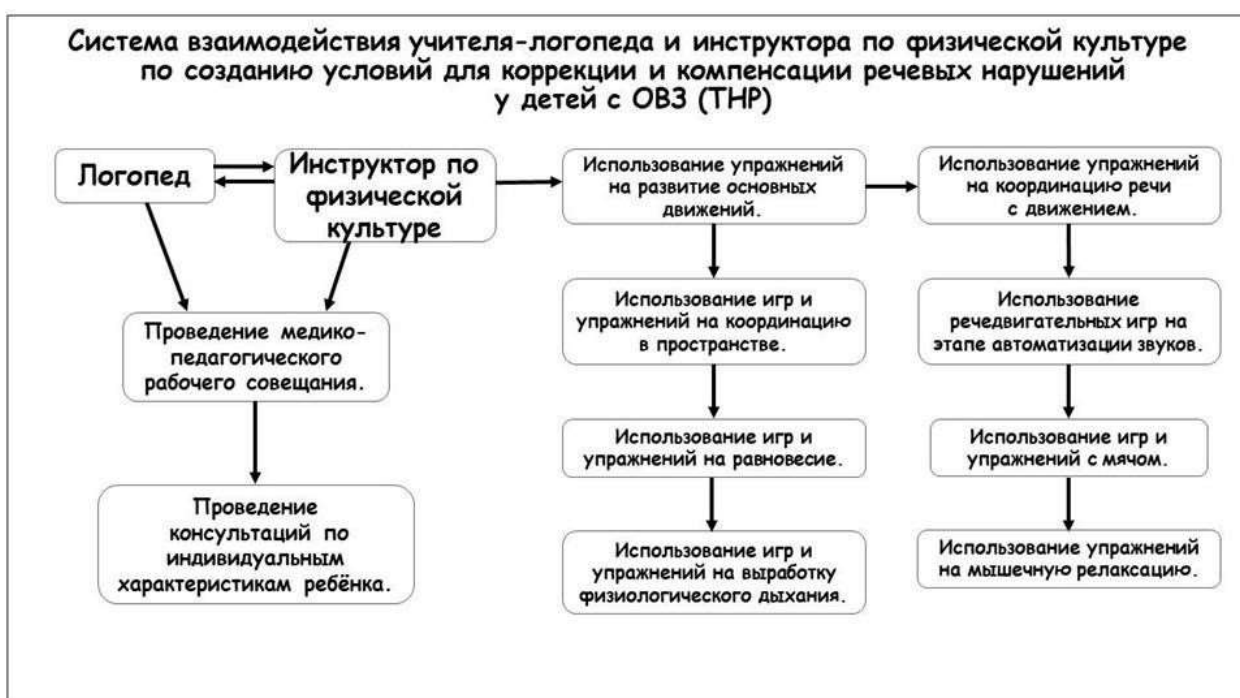 Система взаимодействия учителя-логопеда и инструктора по физической культуре
по созданию условий для коррекции и компенсации речевых нарушений
у детей с ОВЗ (ТНР)
Логопед
Инструктор по
физической
культуре
Использование упражнений
на развитие основных
движений.
Использование упражнений
на координацию речи
с движением.
Проведение медико-
педагогического
рабочего совещания.
Использование игр и
упражнений на координацию
в пространстве.
Использование
речедвигательных игр на
этапе автоматизации звуков.
Использование игр и
упражнений на равновесие.
Использование игр и
упражнений с мячом.
Проведение
консультаций по
индивидуальным
характеристикам ребёнка.
Использование игр и
упражнений на выработку
физиологического дыхания.
Использование упражнений
на мышечную релаксацию.